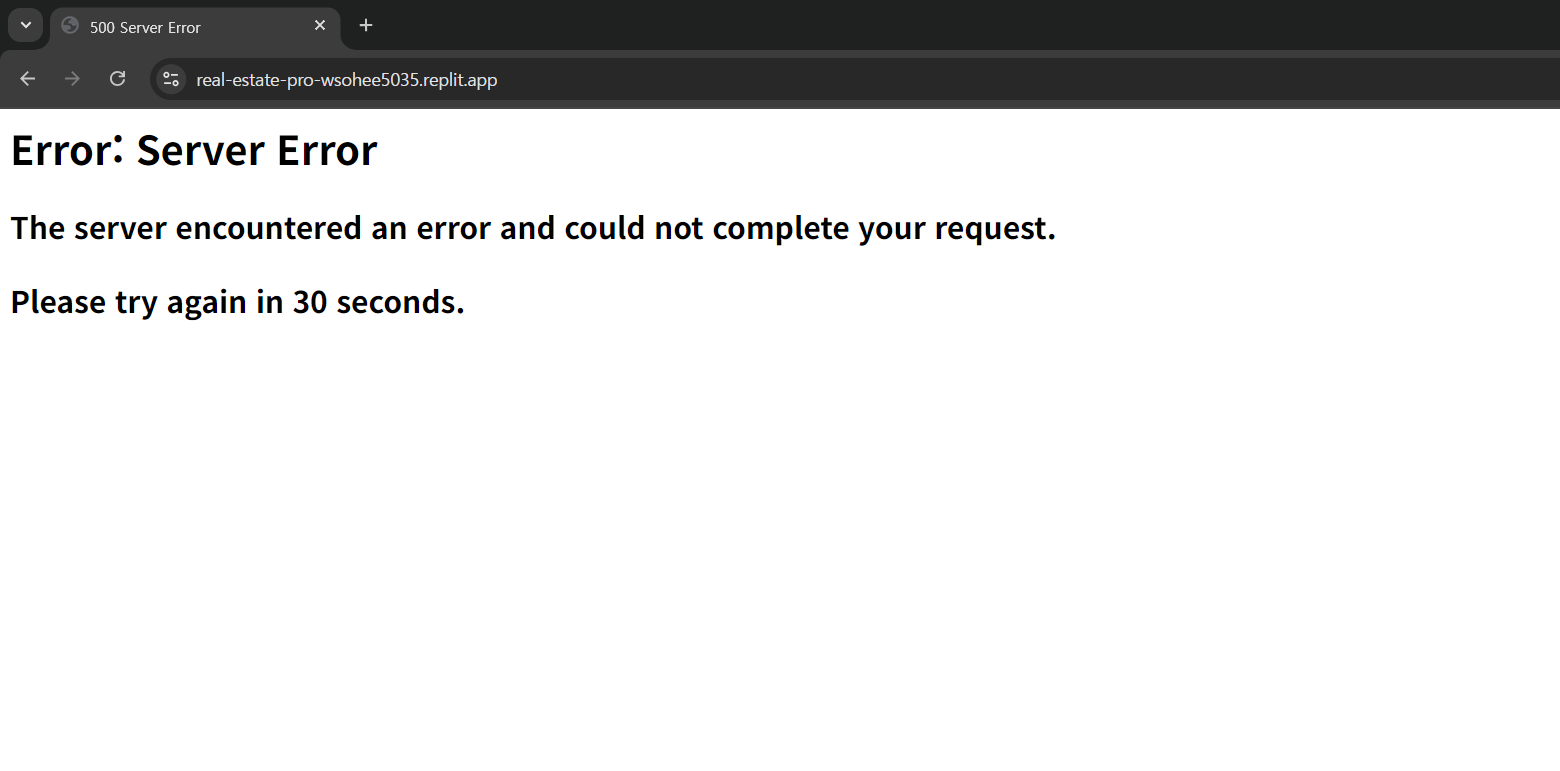 500 Server Error
real-estate-pro-wsohee5035.replit.app
Error: Server Error
The server encountered an error and could not complete your request.
Please try again in 30 seconds.